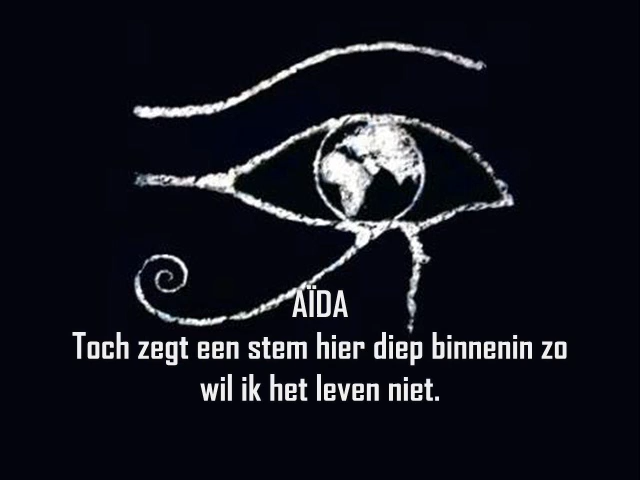 AÏDA
Toch zegt een stem hier diep binnenin zo
wil ik het leven niet.